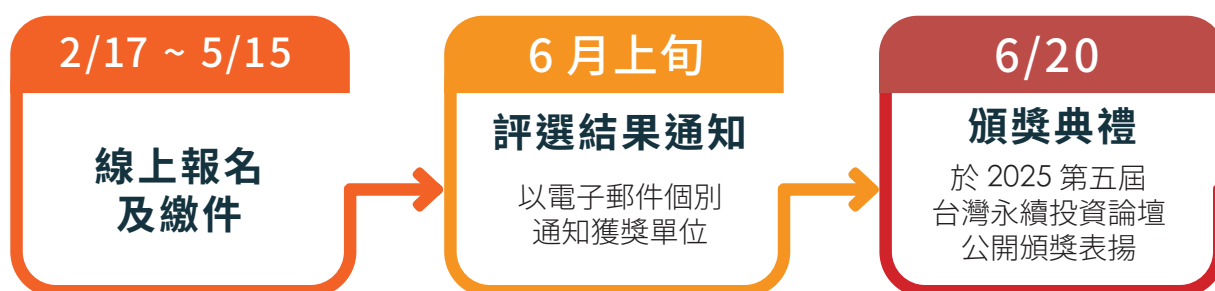 2/17 ~ 5/15
線上報名
及繳件
6 月上旬
評選結果通知
以電子郵件個別
通知獲獎單位
6/20
頒獎典禮
於 2025 第五屆
台灣永續投資論壇
公開頒獎表揚